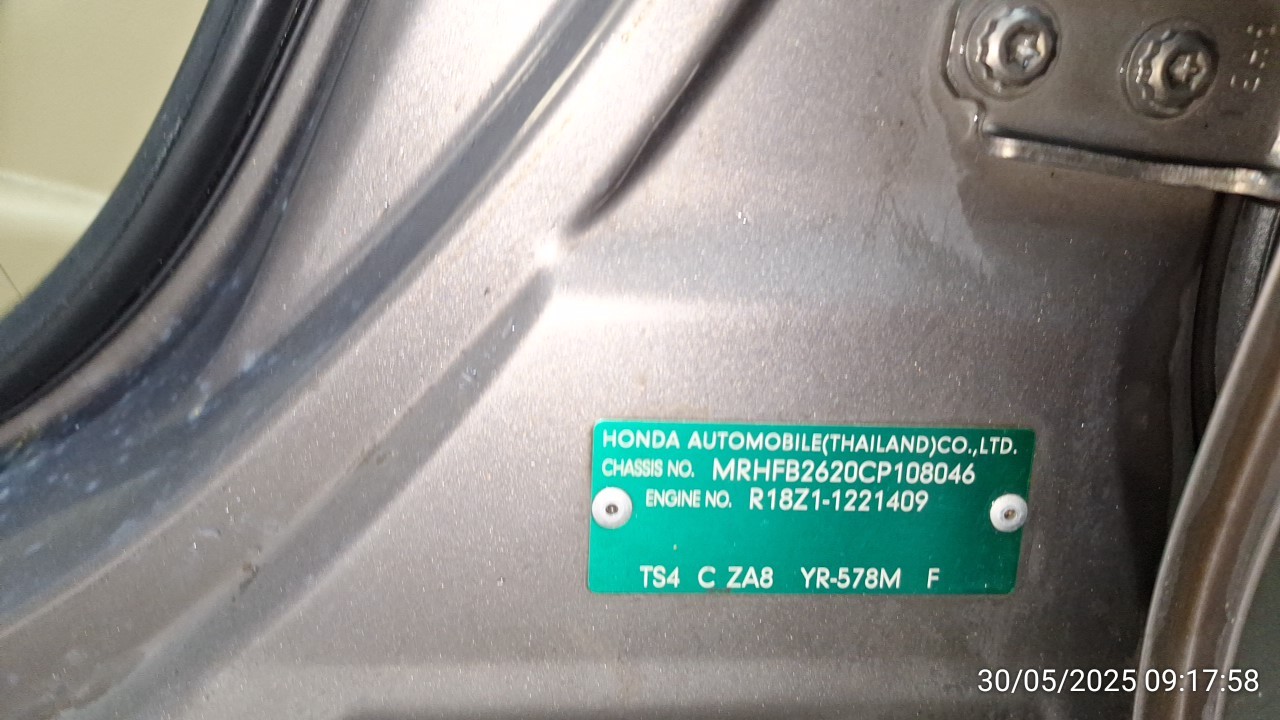 HONDA AUTOMOBILE(THAILAND)CO.,LTD.
CHASSIS NO. MRHFB2620CP108046
ENGINE NO. R18Z1-1221409
TS4 C ZA8 YR-578M F
30/05/2025 09:17:58